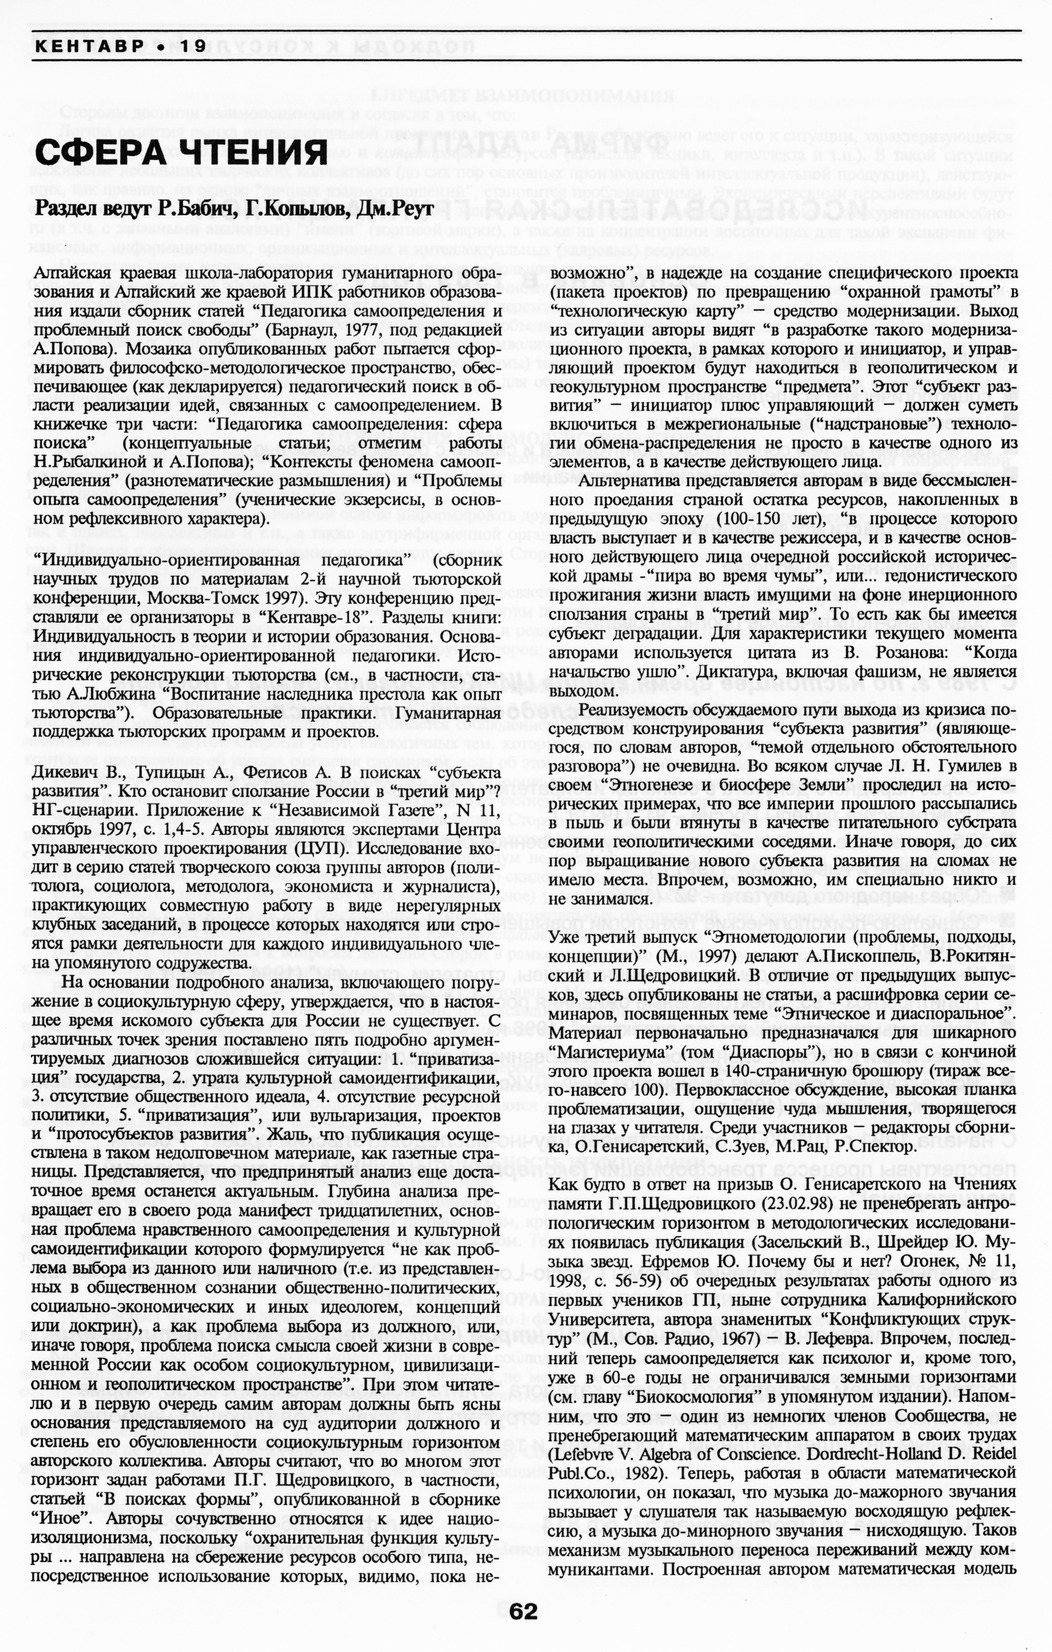 КЕНТАВР • 19
СФЕРА ЧТЕНИЯ
Раздел ведут Р.Бабич, Г.Копылов, Дм.Реут
Алтайская краевая школа-лаборатория гуманитарного обра-
зования и Алтайский же краевой ИПК работников образова-
ния издали сборник статей “Педагогика самоопределения и
проблемный поиск свободы” (Барнаул, 1977, под редакцией
А.Попова). Мозаика опубликованных работ пытается сфор-
мировать философско-методологическое пространство, обес-
печивающее (как декларируется) педагогический поиск в об-
ласти реализации идей, связанных с самоопределением. В
книжечке три части: “Педагогика самоопределения: сфера
поиска” (концептуальные статьи; отметим работы
Н.Рыбалкиной и А.Попова); “Контексты феномена самооп-
ределения” (разнотематические размышления) и “Проблемы
опыта самоопределения” (ученические экзерсисы, в основ-
ном рефлексивного характера).
“Индивидуально-ориентированная педагогика” (сборник
научных трудов по материалам 2-й научной тьюторской
конференции, Москва-Томск 1997). Эту конференцию пред-
ставляли ее организаторы в “Кентавре-18”. Разделы книги:
Индивидуальность в теории и истории образования. Основа-
ния индивидуально-ориентированной педагогики. Исто-
рические реконструкции тьюторства (см., в частности, ста-
тью А.Любжина “Воспитание наследника: опыт
тьюторства”). Образовательные практики. Гуманитарная
поддержка тьюторских программ и проектов.
Дикевич В., Тупицын А., Фетисов А. В поисках “субъекта
развития”. Кто остановит сползание России в “третий мир”?
НГ-сценарии. Приложение к “Независимой Газете”, N 11,
октябрь 1997, с. 1,4-5. Авторы являются экспертами Центра
управленческого проектирования (ЦУП). Исследование вхо-
дит в серию статей творческого союза группы авторов (поли-
толога, социолога, методолога, экономиста и журналиста),
практикующих совместную работу в виде нерегулярных
клубных заседаний, в процессе которых находятся или стро-
ятся рамки деятельности для каждого индивидуального чле-
на упомянутого содружества.
На основании подробного анализа, включающего погру-
жение в социокультурную сферу, утверждается, что в настоя-
щее время искомого субъекта для России не существует. С
различных точек зрения поставлено пять подробно аргумен-
тируемых диагнозов сложившейся ситуации: 1. “приватиза-
ция” государства, 2. утрата культурной самоидентификации,
3. отсутствие общественного идеала, 4. отсутствие ресурсной
политики, 5. “приватизация”, или вульгаризация, проектов
и “протосубъектов развития”. Жаль, что публикация осуще-
ствлена в таком недолговечном материале, как газетные стра-
ницы. Представляется, что предпринятый анализ еще доста-
точное время останется актуальным. Глубина анализа пре-
вращает его в своего рода манифест тридцатилетних, основ-
ная проблема нравственного самоопределения и культурной
самоидентификации которого формулируется “не как проб-
лема выбора из данного или наличного (т.е. из представлен-
ных в общественном сознании общественно-политических,
социально-экономических и иных идеологем, концепций
или доктрин), а как проблема выбора из должного, или,
иначе говоря, проблема поиска смысла своей жизни в совре-
менной России как особом социокультурном, цивилизаци-
онном и геополитическом пространстве”. При этом читате-
лю и в первую очередь самим авторам должны быть ясны
основания представляемого на суд аудитории должного и
степень его обусловленности социокультурным горизонтом
авторского коллектива. Авторы считают, что во многом этот
горизонт задан работами П.Г. Щедровицкого, в частности,
статьей “В поисках формы”, опубликованной в сборнике
“Иное”. Авторы сочувственно относятся к идее нацио-
изоляционизма, поскольку “охранительная функция культу-
ры ... направлена на сбережение ресурсов особого типа, не-
посредственное использование которых, видимо, пока не-
возможно”, в надежде на создание специфического проекта
(пакета проектов) по превращению “охранной грамоты” в
“технологическую карту” — средство модернизации. Выход
из ситуации авторы видят “в разработке такого модерниза-
ционного проекта, в рамках которого и инициатор, и управ-
ляющий проектом будут находиться в геополитическом и
геокультурном пространстве “предмета”. Этот “субъект раз-
вития” — инициатор плюс управляющий — должен суметь
включиться в межрегиональные (“надстрановые”) техноло-
гии обмена-распределения не просто в качестве одного из
элементов, а в качестве действующего лица.
Альтернатива представляется авторам в виде бессмыслен-
ного проедания страной остатка ресурсов, накопленных в
предыдущую эпоху (100-150 лет), “в процессе которого
власть выступает и в качестве режиссера, и в качестве основ-
ного действующего лица очередной российской историчес-
кой драмы -“пира во время чумы”, или... гедонистического
прожигания жизни власть имущими на фоне инерционного
сползания страны в “третий мир”. То есть как бы имеется
субъект деградации. Для характеристики текущего момента
авторами используется цитата из В. Розанова: “Когда
начальство ушло”. Диктатура, включая фашизм, не является
выходом.
Реализуемость обсуждаемого пути выхода из кризиса по-
средством конструирования “субъекта развития” (являюще-
гося, по словам авторов, “темой отдельного обстоятельного
разговора”) не очевидна. Во всяком случае Л. Н. Гумилев в
своем “Этногенезе и биосфере Земли” проследил на исто-
рических примерах, что все империи прошлого рассыпались
в пыль и были втянуты в качестве питательного субстрата
своими геополитическими соседями. Иначе говоря, до сих
пор выращивание нового субъекта развития на сломах не
имело места. Впрочем, возможно, им специально никто и
не занимался.
Уже третий выпуск “Этнометодологии (проблемы, подходы,
концепции)” (М., 1997) делают А.Пископпель, В.Рокитян-
ский и Л.Щедровицкий. В отличие от предыдущих выпус-
ков, здесь опубликованы не статьи, а расшифровка серии се-
минаров, посвященных теме “Этническое и диаспоральное”.
Материал первоначально предназначался для шикарного
“Магистериума” (том “Диаспоры”), но в связи с кончиной
этого проекта вошел в 140-страничную брошюру (тираж все-
го-навсего 100). Первоклассное обсуждение, высокая планка
проблематизации, ощущение чуда мышления, творящегося
на глазах у читателя. Среди участников — редакторы сборни-
ка, О.Генисаретский, С.Зуев, М.Рац, Р.Спектор.
Как будто в ответ на призыв О. Генисаретского на Чтениях
памяти Г.П.Щедровицкого (23.02.98) не пренебрегать антро-
пологическим горизонтом в методологических исследовани-
ях появилась публикация (Засельский В., Шрейдер Ю. Му-
зыка звезд. Ефремов Ю. Почему бы и нет? Огонек, № 11,
1998, с. 56-59) об очередных результатах работы одного из
первых учеников ГП, ныне сотрудника Калифорнийского
Университета, автора знаменитых “Конфликтующих струк-
тур” (М., Сов. Радио, 1967) — В. Лефевра. Впрочем, послед-
ний теперь самоопределяется как психолог и, кроме того,
уже в 60-е годы не ограничивался земными горизонтами
(см. главу “Биокосмология” в упомянутом издании). Напом-
ним, что это — один из немногих членов Сообщества, не
пренебрегающий математическим аппаратом в своих трудах
(Lefebvre V. Algebra of Conscience. Dordrecht-Holland D. Reidel
Publ.Co., 1982). Теперь, работая в области математической
психологии, он показал, что музыка до-мажорного звучания
вызывает у слушателя так называемую восходящую рефлек-
сию, а музыка до-минорного звучания — нисходящую. Таков
механизм музыкального переноса переживаний между ком-
муникантами. Построенная автором математическая модель
62